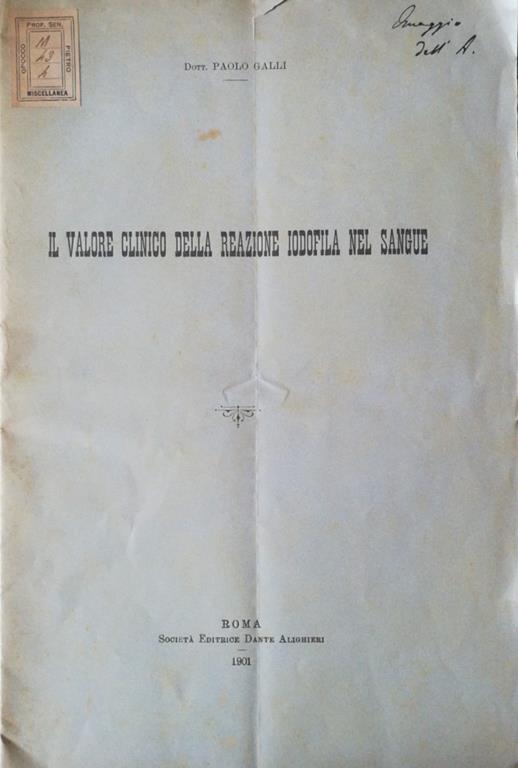 PROF. SEN.
GROCCO
PIETRO
M
A
MISCELLANEA
Omaggio
dell' A.
Dott. PAOLO GALLI
IL VALORE CLINICO DELLA REAZIONE IODOFILA NEL SANGUE
ROMA
Società Editrice Dante Alighieri
1901